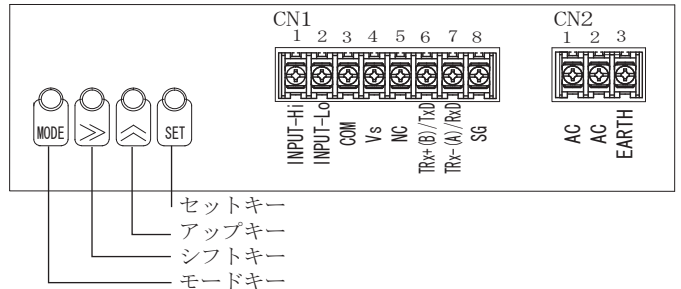 CN1
1 2 3 4 5 6 7 8
CN2
1 2 3
MODE
SET
INPUT-Hi
INPUT-Lo
COM
Vs
NC
TRx+(B)/TxD
TRx-(A)/RxD
SG
AC
AC
EARTH
セットキー
アップキー
シフトキー
モードキー